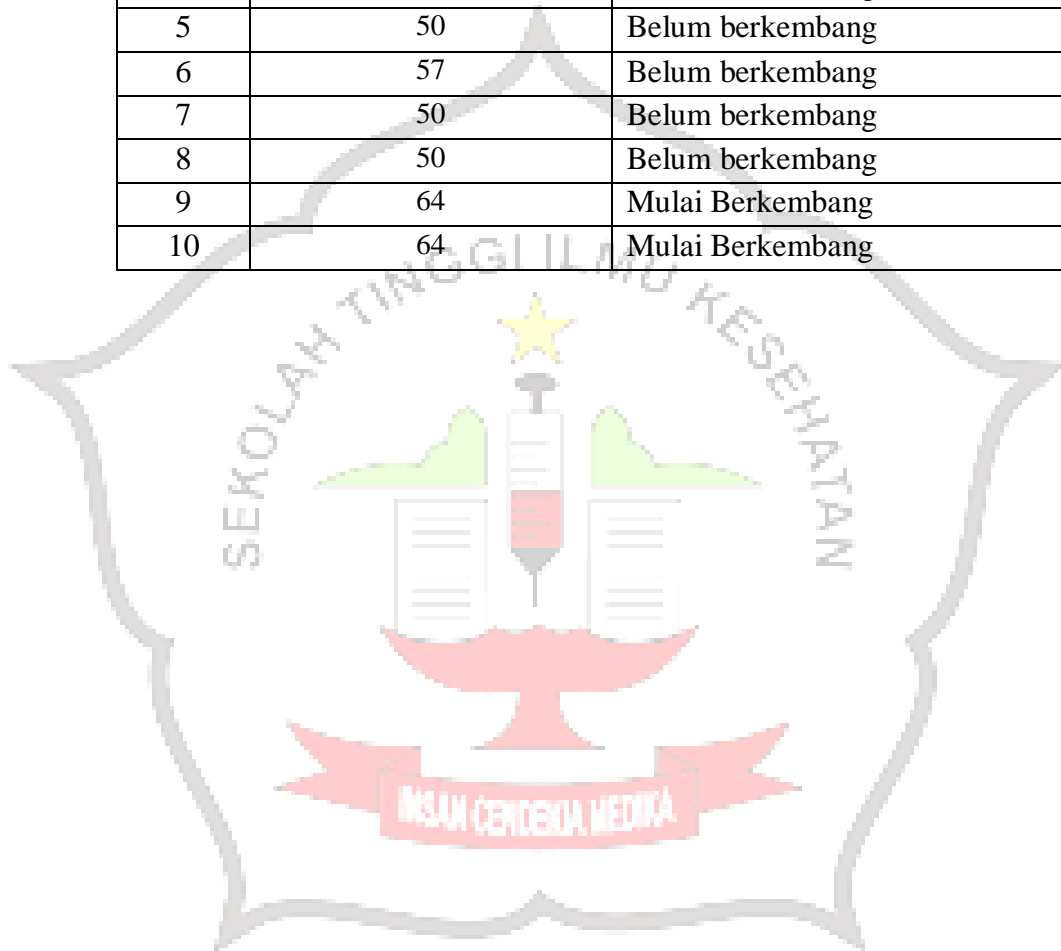 5 50 Belum berkembang
6 57 Belum berkembang
7 50 Belum berkembang
8 50 Belum berkembang
9 64 Mulai Berkembang
10 64 Mulai Berkembang
SEKOLAH TINGGI ILMU KESEHATAN
INSAN CENDEKIA MEDIKA